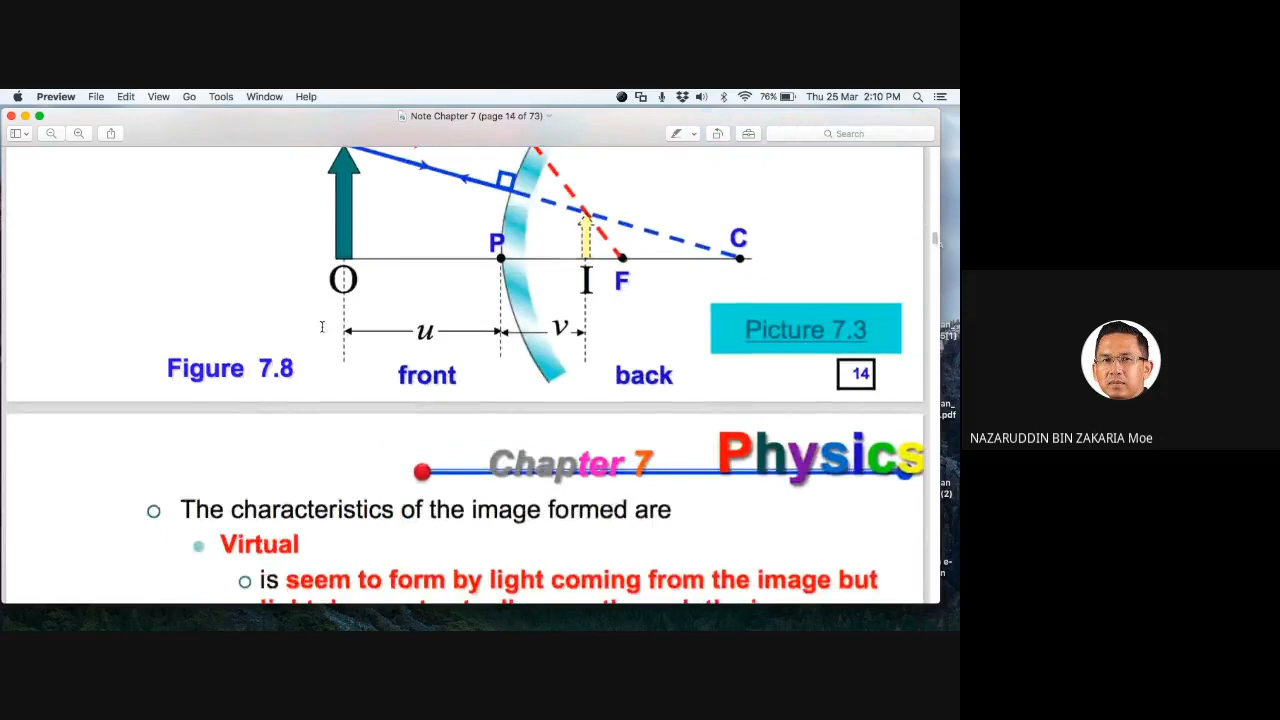 Preview File Edit View Go Tools Window Help 76% Thu 25 Mar 2:10 PM
Note Chapter 7 (page 14 of 73)
Search
P
C
O
I
F
u
v
Picture 7.3
Figure 7.8
front
back
14
Chapter 7
Physics
The characteristics of the image formed are
Virtual
is seem to form by light coming from the image but
NAZARUDDIN BIN ZAKARIA Moe